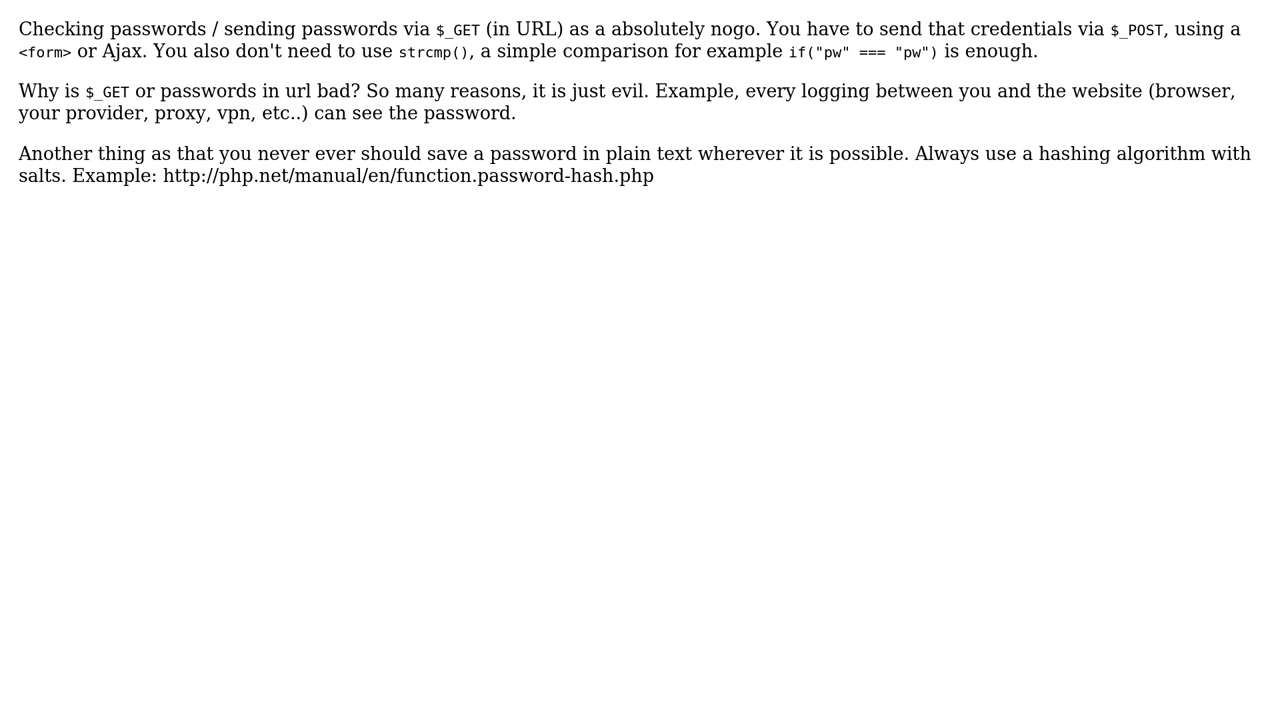 Checking passwords / sending passwords via $_GET (in URL) as a absolutely nogo. You have to send that credentials via $_POST, using a
<form> or Ajax. You also don't need to use strcmp(), a simple comparison for example if("pw" === "pw") is enough.
Why is $_GET or passwords in url bad? So many reasons, it is just evil. Example, every logging between you and the website (browser,
your provider, proxy, vpn, etc..) can see the password.
Another thing as that you never ever should save a password in plain text wherever it is possible. Always use a hashing algorithm with
salts. Example: http://php.net/manual/en/function.password-hash.php